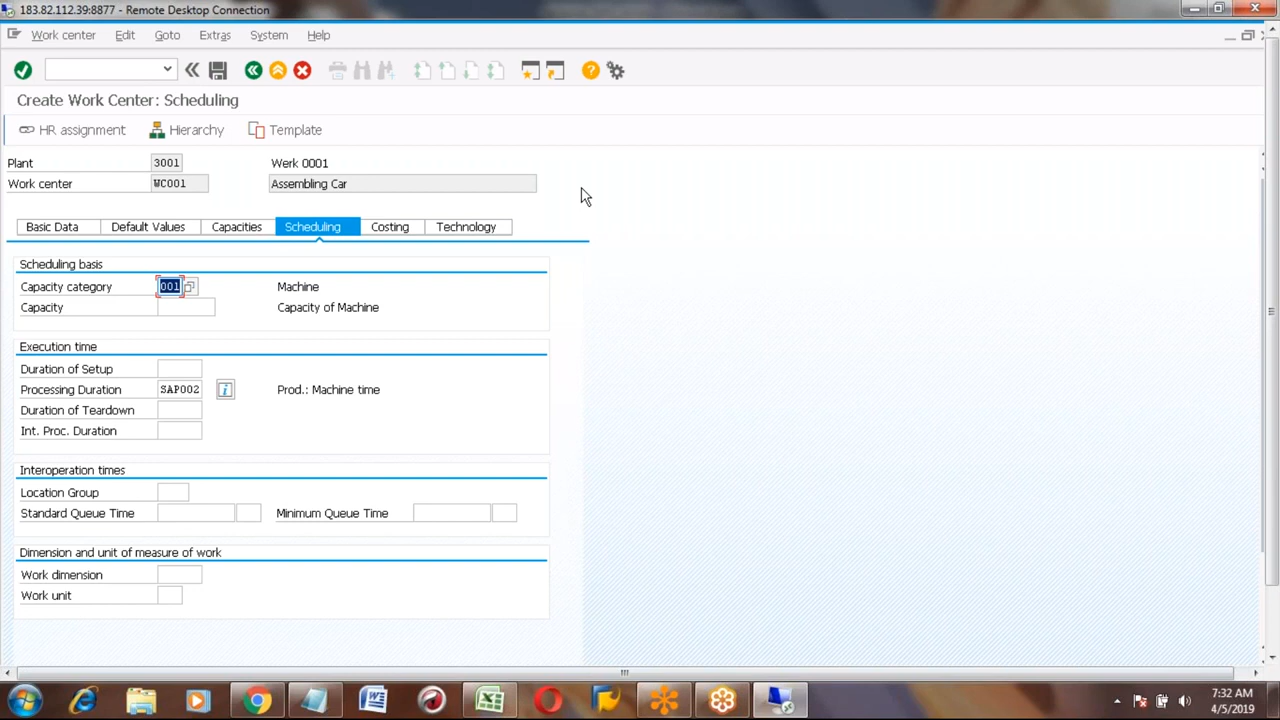 183.82.112.39:8877 - Remote Desktop Connection
Work center Edit Goto Extras System Help
Create Work Center: Scheduling
HR assignment Hierarchy Template
Plant 3001 Werk 0001
Work center WC001 Assembling Car
Basic Data Default Values Capacities Scheduling Costing Technology
Scheduling basis
Capacity category 001 Machine
Capacity Capacity of Machine
Execution time
Duration of Setup
Processing Duration SAP002 Prod.: Machine time
Duration of Teardown
Int. Proc. Duration
Interoperation times
Location Group
Standard Queue Time Minimum Queue Time
Dimension and unit of measure of work
Work dimension
Work unit
7:32 AM
4/5/2019